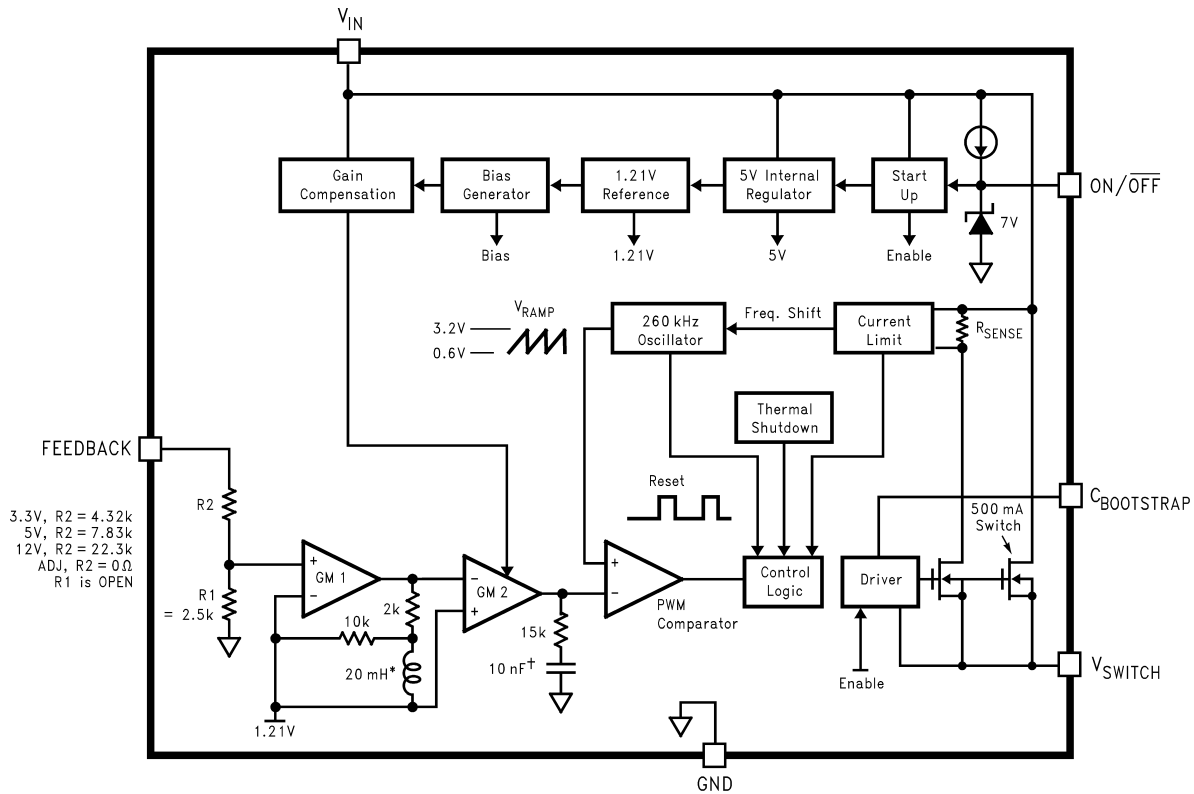 VIN
Gain
Compensation
Bias
Generator
1.21V
Reference
5V Internal
Regulator
Start
Up
ON/OFF
7V
Bias
1.21V
5V
Enable
VRAMP
3.2V
0.6V
260 kHz
Oscillator
Freq. Shift
Current
Limit
RSENSE
Thermal
Shutdown
FEEDBACK
Reset
R2
3.3V, R2 = 4.32k
5V, R2 = 7.83k
12V, R2 = 22.3k
ADJ, R2 = 0Ω
R1 is OPEN
R1
= 2.5k
CBOOTSTRAP
500 mA
Switch
+
GM 1
−
−
GM 2
+
+
−
PWM
Comparator
Control
Logic
Driver
2k
10k
15k
20 mH*
10 nF†
1.21V
Enable
VSWITCH
GND